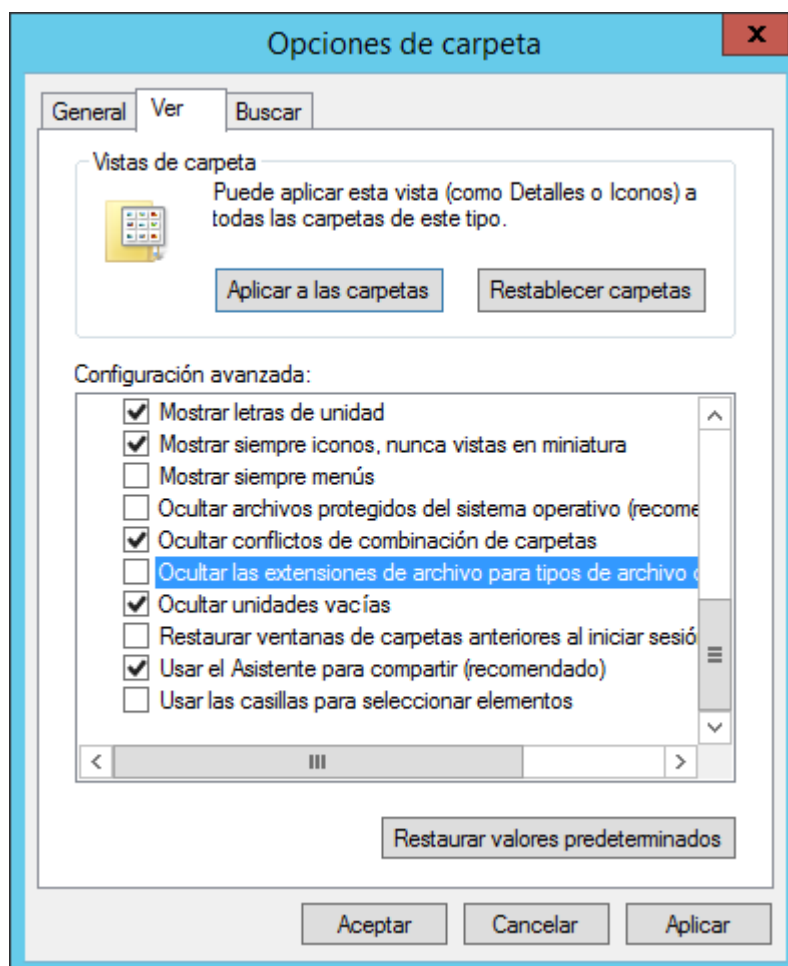 Opciones de carpeta
x
General Ver Buscar
Vistas de carpeta
Puede aplicar esta vista (como Detalles o Iconos) a
todas las carpetas de este tipo.
Aplicar a las carpetas Restablecer carpetas
Configuración avanzada:
Mostrar letras de unidad
Mostrar siempre iconos, nunca vistas en miniatura
Mostrar siempre menús
Ocultar archivos protegidos del sistema operativo (recome
Ocultar conflictos de combinación de carpetas
Ocultar las extensiones de archivo para tipos de archivo
Ocultar unidades vacías
Restaurar ventanas de carpetas anteriores al iniciar sesió
Usar el Asistente para compartir (recomendado)
Usar las casillas para seleccionar elementos
Restaurar valores predeterminados
Aceptar Cancelar Aplicar